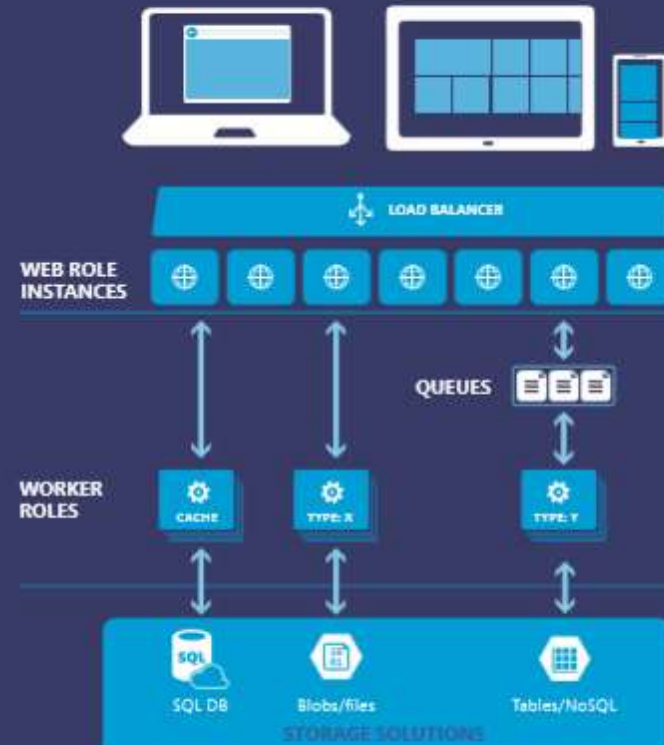 LOAD BALANCER
WEB ROLE
INSTANCES
QUEUES
WORKER
ROLES
CACHE
TYPE: X
TYPE: Y
SQL
SQL DB
Blobs/files
Tables/NoSQL
STORAGE SOLUTIONS